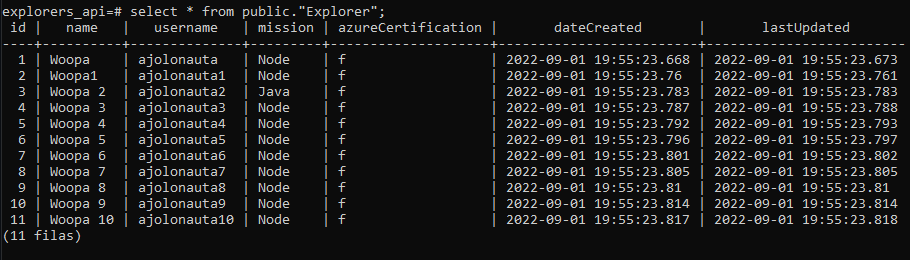 explorers_api=# select * from public."Explorer";
 id |   name   |  username   | mission | azureCertification |       dateCreated       |       lastUpdated
----+----------+-------------+---------+--------------------+-------------------------+-------------------------
  1 | Woopa    | ajolonauta  | Node    | f                  | 2022-09-01 19:55:23.668 | 2022-09-01 19:55:23.673
  2 | Woopa1   | ajolonauta1 | Node    | f                  | 2022-09-01 19:55:23.76  | 2022-09-01 19:55:23.761
  3 | Woopa 2  | ajolonauta2 | Java    | f                  | 2022-09-01 19:55:23.783 | 2022-09-01 19:55:23.783
  4 | Woopa 3  | ajolonauta3 | Node    | f                  | 2022-09-01 19:55:23.787 | 2022-09-01 19:55:23.788
  5 | Woopa 4  | ajolonauta4 | Node    | f                  | 2022-09-01 19:55:23.792 | 2022-09-01 19:55:23.793
  6 | Woopa 5  | ajolonauta5 | Node    | f                  | 2022-09-01 19:55:23.796 | 2022-09-01 19:55:23.797
  7 | Woopa 6  | ajolonauta6 | Node    | f                  | 2022-09-01 19:55:23.801 | 2022-09-01 19:55:23.802
  8 | Woopa 7  | ajolonauta7 | Node    | f                  | 2022-09-01 19:55:23.805 | 2022-09-01 19:55:23.805
  9 | Woopa 8  | ajolonauta8 | Node    | f                  | 2022-09-01 19:55:23.81  | 2022-09-01 19:55:23.81
 10 | Woopa 9  | ajolonauta9 | Node    | f                  | 2022-09-01 19:55:23.814 | 2022-09-01 19:55:23.814
 11 | Woopa 10 | ajolonauta10 | Node    | f                  | 2022-09-01 19:55:23.817 | 2022-09-01 19:55:23.818
(11 filas)